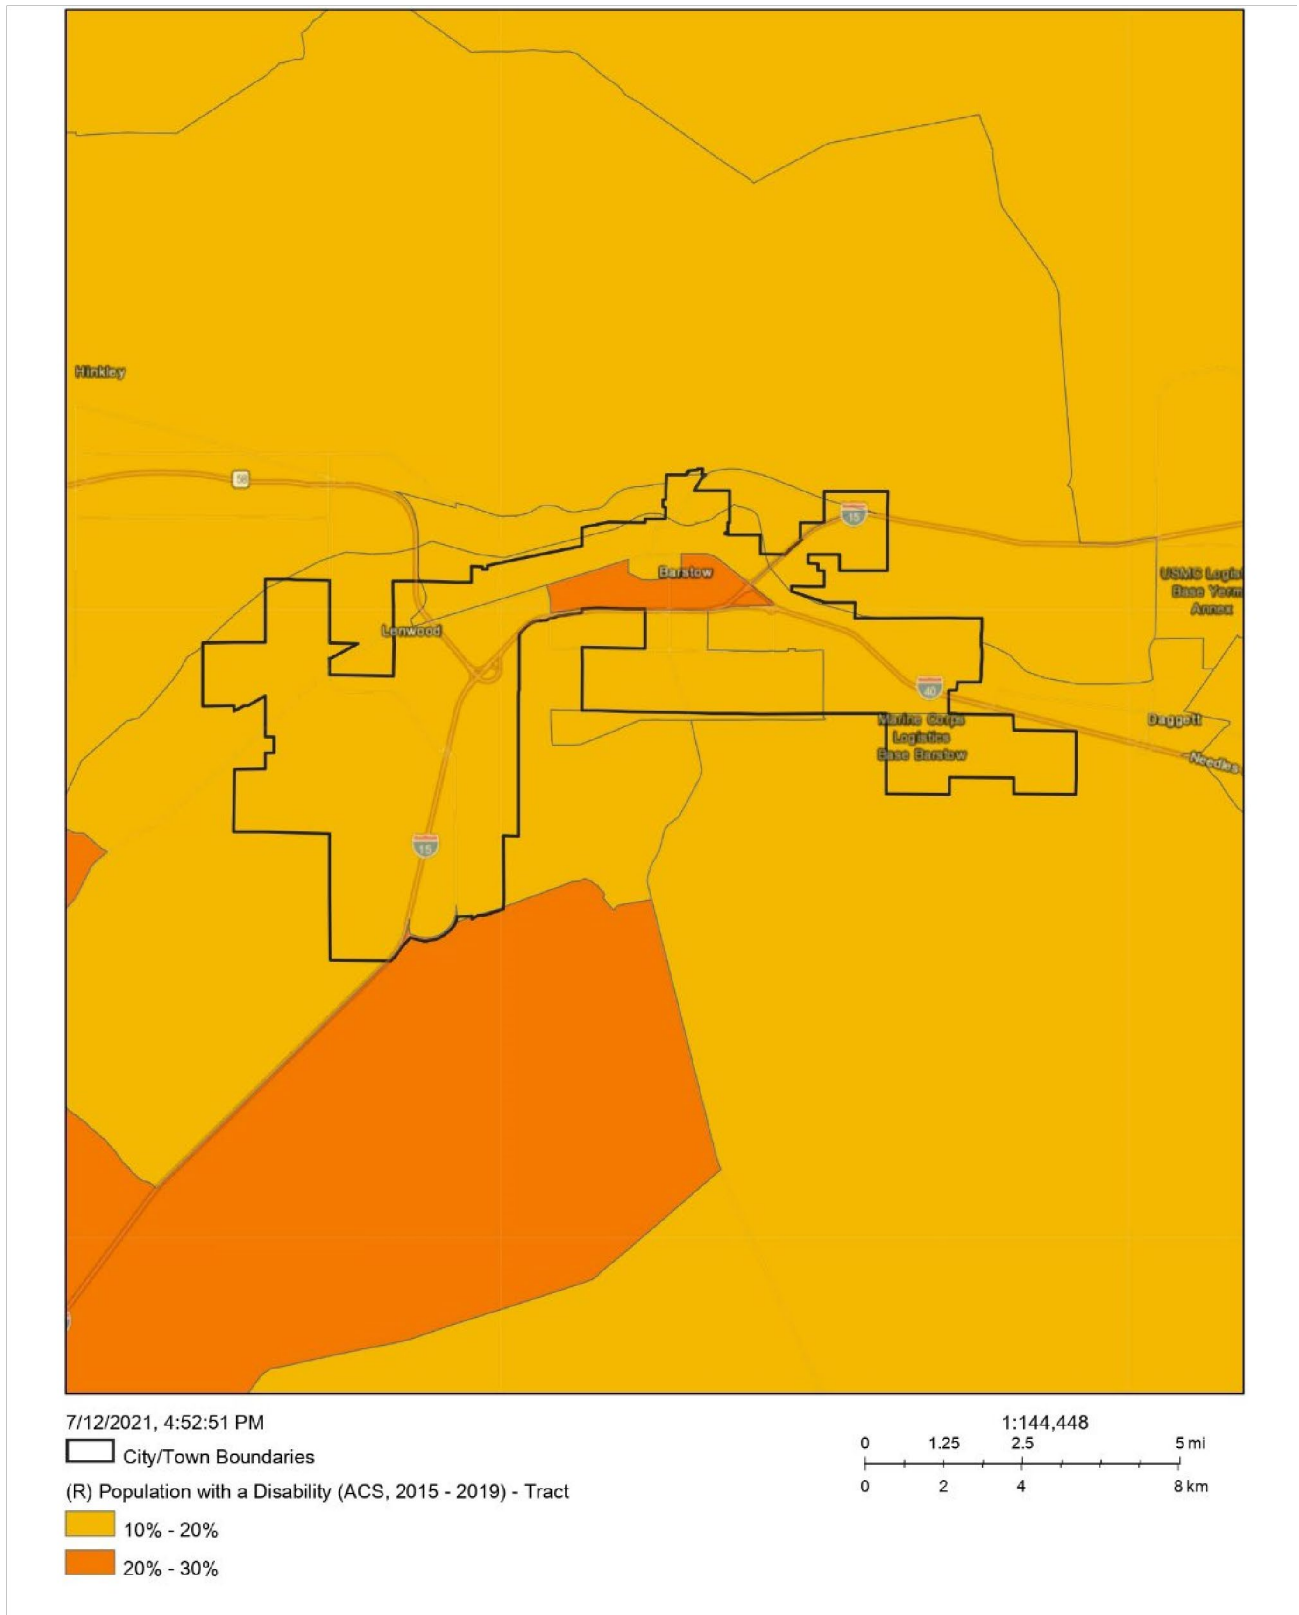 Hinkley
58
15
Barstow
USMC Logist
Base Yerm
Annex
Lenwood
40
Marine Corps
Logistics
Base Barstow
Daggett
Needles
15
7/12/2021, 4:52:51 PM
City/Town Boundaries
(R) Population with a Disability (ACS, 2015 - 2019) - Tract
10% - 20%
20% - 30%
1:144,448
0 1.25 2.5 5 mi
0 2 4 8 km